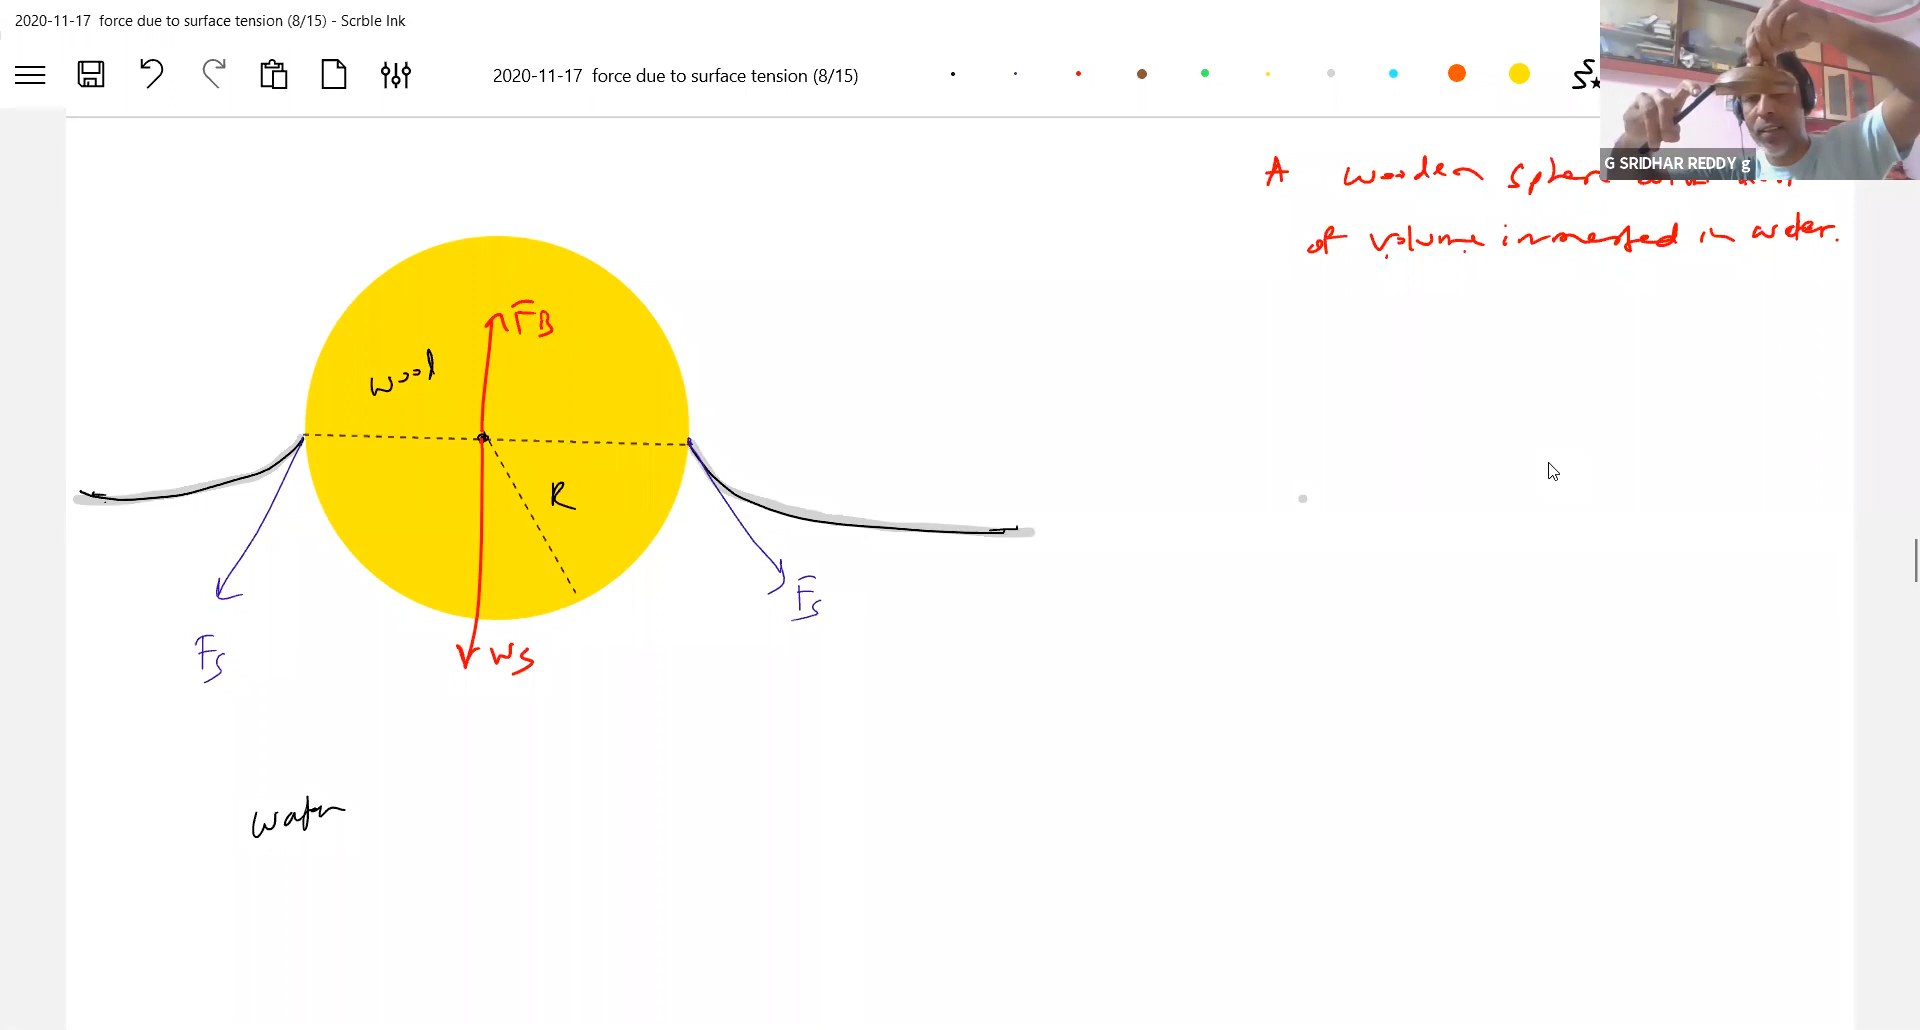 2020-11-17 force due to surface tension (8/15) - Scrble Ink
2020-11-17 force due to surface tension (8/15)
G SRIDHAR REDDY g
A wooden sphere
of volume immersed in water.
FB
wood
R
Fs
Fs
WS
water